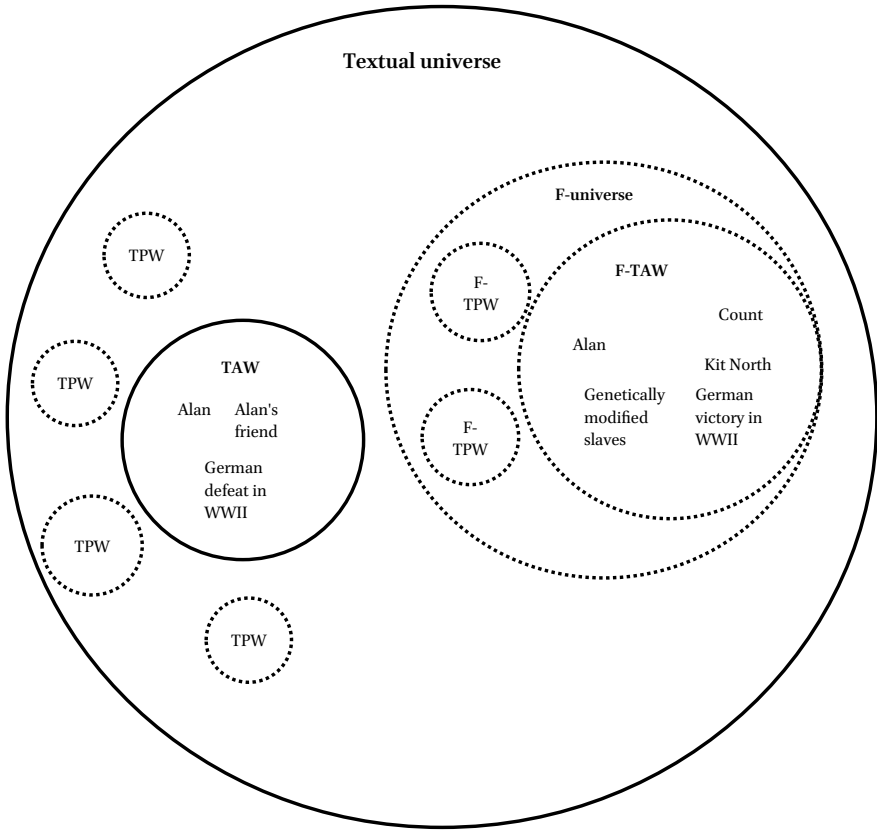 Textual universe
F-universe
TPW
F-
TPW
F-TAW
Count
Alan
Kit North
Genetically
modified
slaves
German
victory in
WWII
F-
TPW
TPW
TAW
Alan
Alan's
friend
German
defeat in
WWII
TPW
TPW